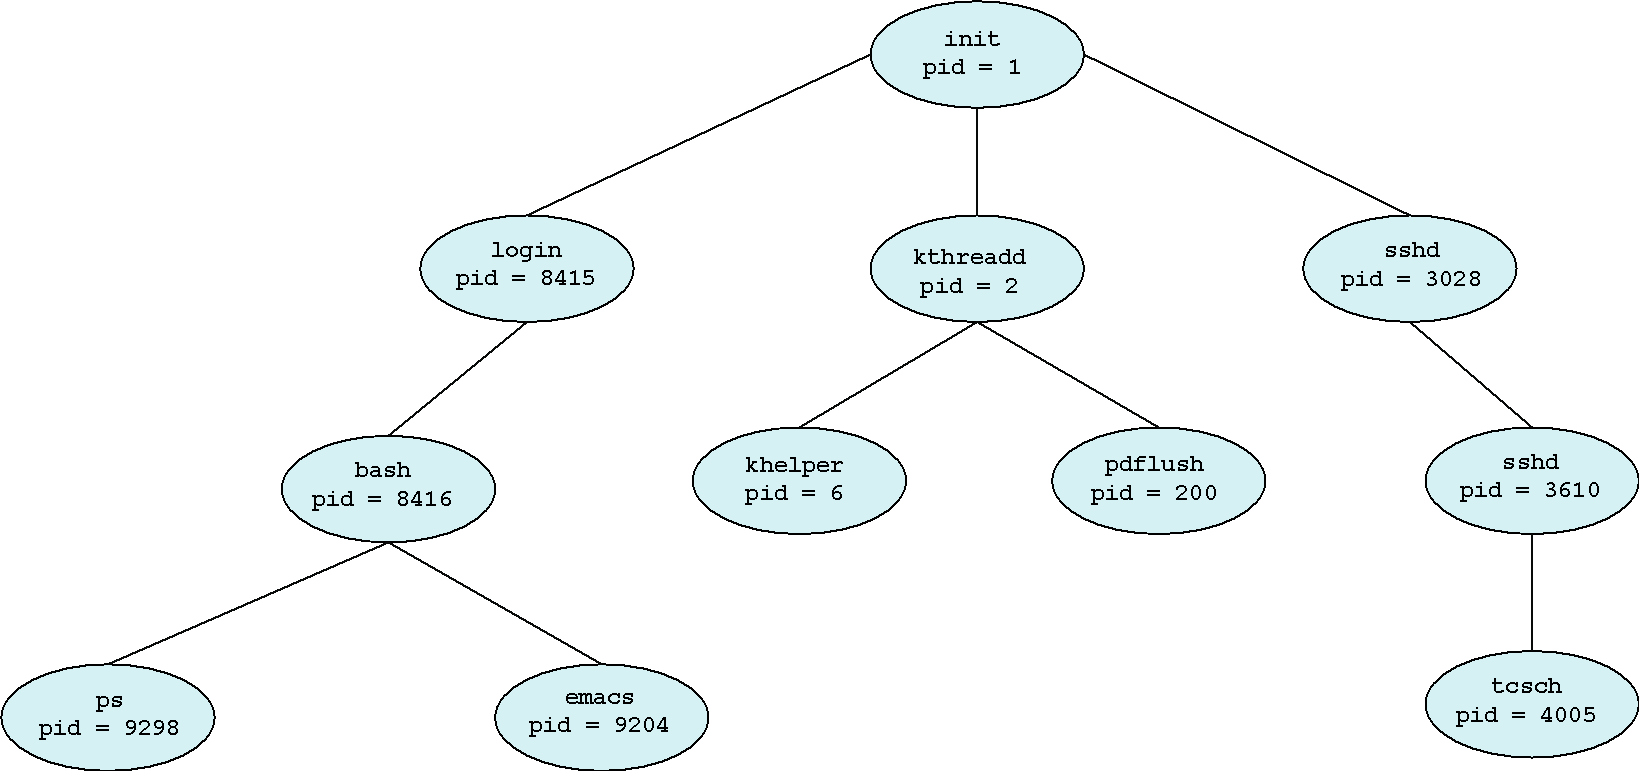 init
pid = 1
login
pid = 8415
kthreadd
pid = 2
sshd
pid = 3028
bash
pid = 8416
khelper
pid = 6
pdflush
pid = 200
sshd
pid = 3610
ps
pid = 9298
emacs
pid = 9204
tcsch
pid = 4005